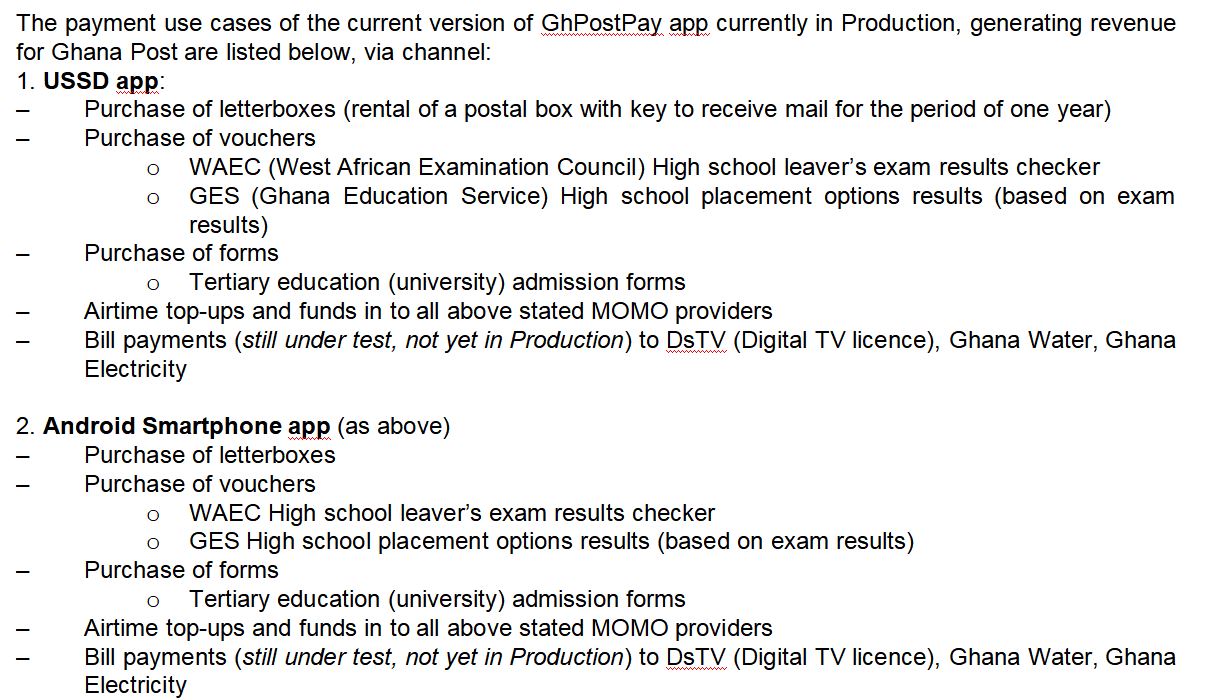 The payment use cases of the current version of GhPostPay app currently in Production, generating revenue
for Ghana Post are listed below, via channel:
1. USSD app:
– Purchase of letterboxes (rental of a postal box with key to receive mail for the period of one year)
– Purchase of vouchers
o WAEC (West African Examination Council) High school leaver’s exam results checker
o GES (Ghana Education Service) High school placement options results (based on exam
results)
– Purchase of forms
o Tertiary education (university) admission forms
– Airtime top-ups and funds in to all above stated MOMO providers
– Bill payments (still under test, not yet in Production) to DsTV (Digital TV licence), Ghana Water, Ghana
Electricity
2. Android Smartphone app (as above)
– Purchase of letterboxes
– Purchase of vouchers
o WAEC High school leaver’s exam results checker
o GES High school placement options results (based on exam results)
– Purchase of forms
o Tertiary education (university) admission forms
– Airtime top-ups and funds in to all above stated MOMO providers
– Bill payments (still under test, not yet in Production) to DsTV (Digital TV licence), Ghana Water, Ghana
Electricity